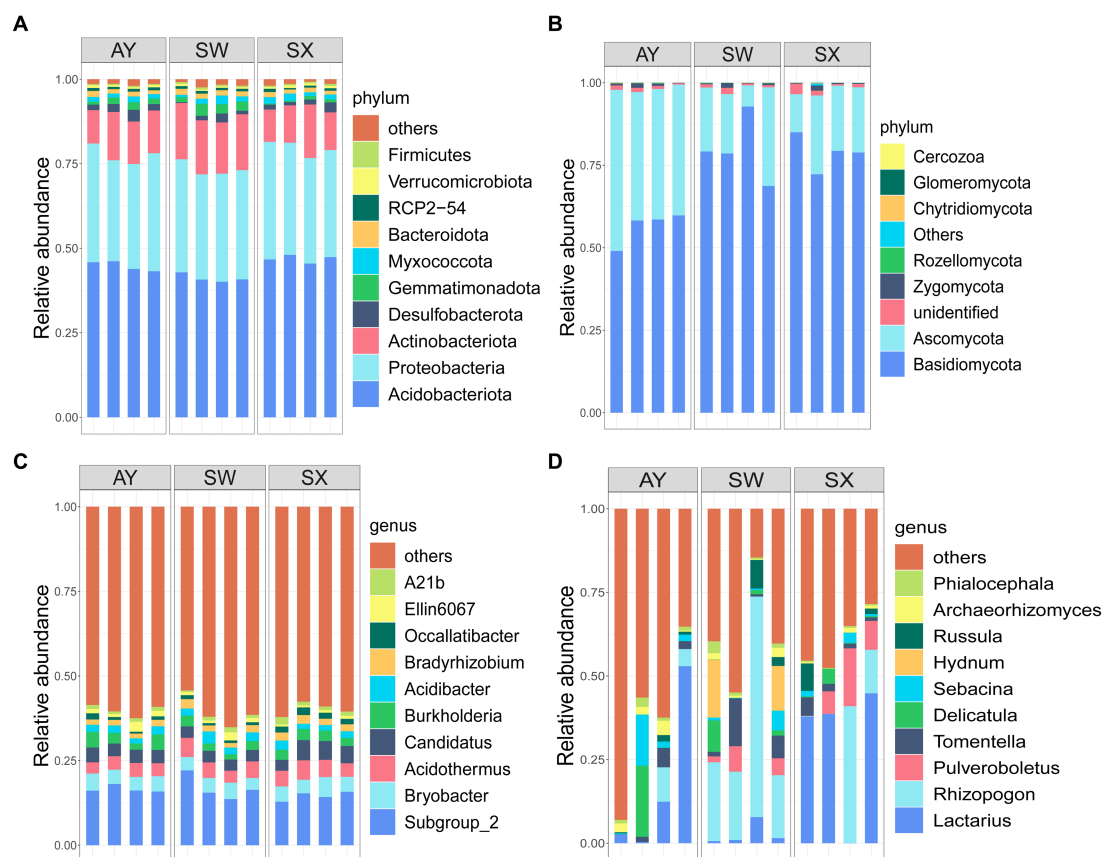 A
AY SW SX
Relative abundance
1.00
0.75
0.50
0.25
0.00
phylum
others
Firmicutes
Verrucomicrobiota
RCP2−54
Bacteroidota
Myxococcota
Gemmatimonadota
Desulfobacterota
Actinobacteriota
Proteobacteria
Acidobacteriota
B
AY SW SX
Relative abundance
1.00
0.75
0.50
0.25
0.00
phylum
Cercozoa
Glomeromycota
Chytridiomycota
Others
Rozellomycota
Zygomycota
unidentified
Ascomycota
Basidiomycota
C
AY SW SX
Relative abundance
1.00
0.75
0.50
0.25
0.00
genus
others
A21b
Ellin6067
Occallatibacter
Bradyrhizobium
Acidibacter
Burkholderia
Candidatus
Acidothermus
Bryobacter
Subgroup_2
D
AY SW SX
Relative abundance
1.00
0.75
0.50
0.25
0.00
genus
others
Phialocephala
Archaeorhizomyces
Russula
Hydnum
Sebacina
Delicatula
Tomentella
Pulveroboletus
Rhizopogon
Lactarius